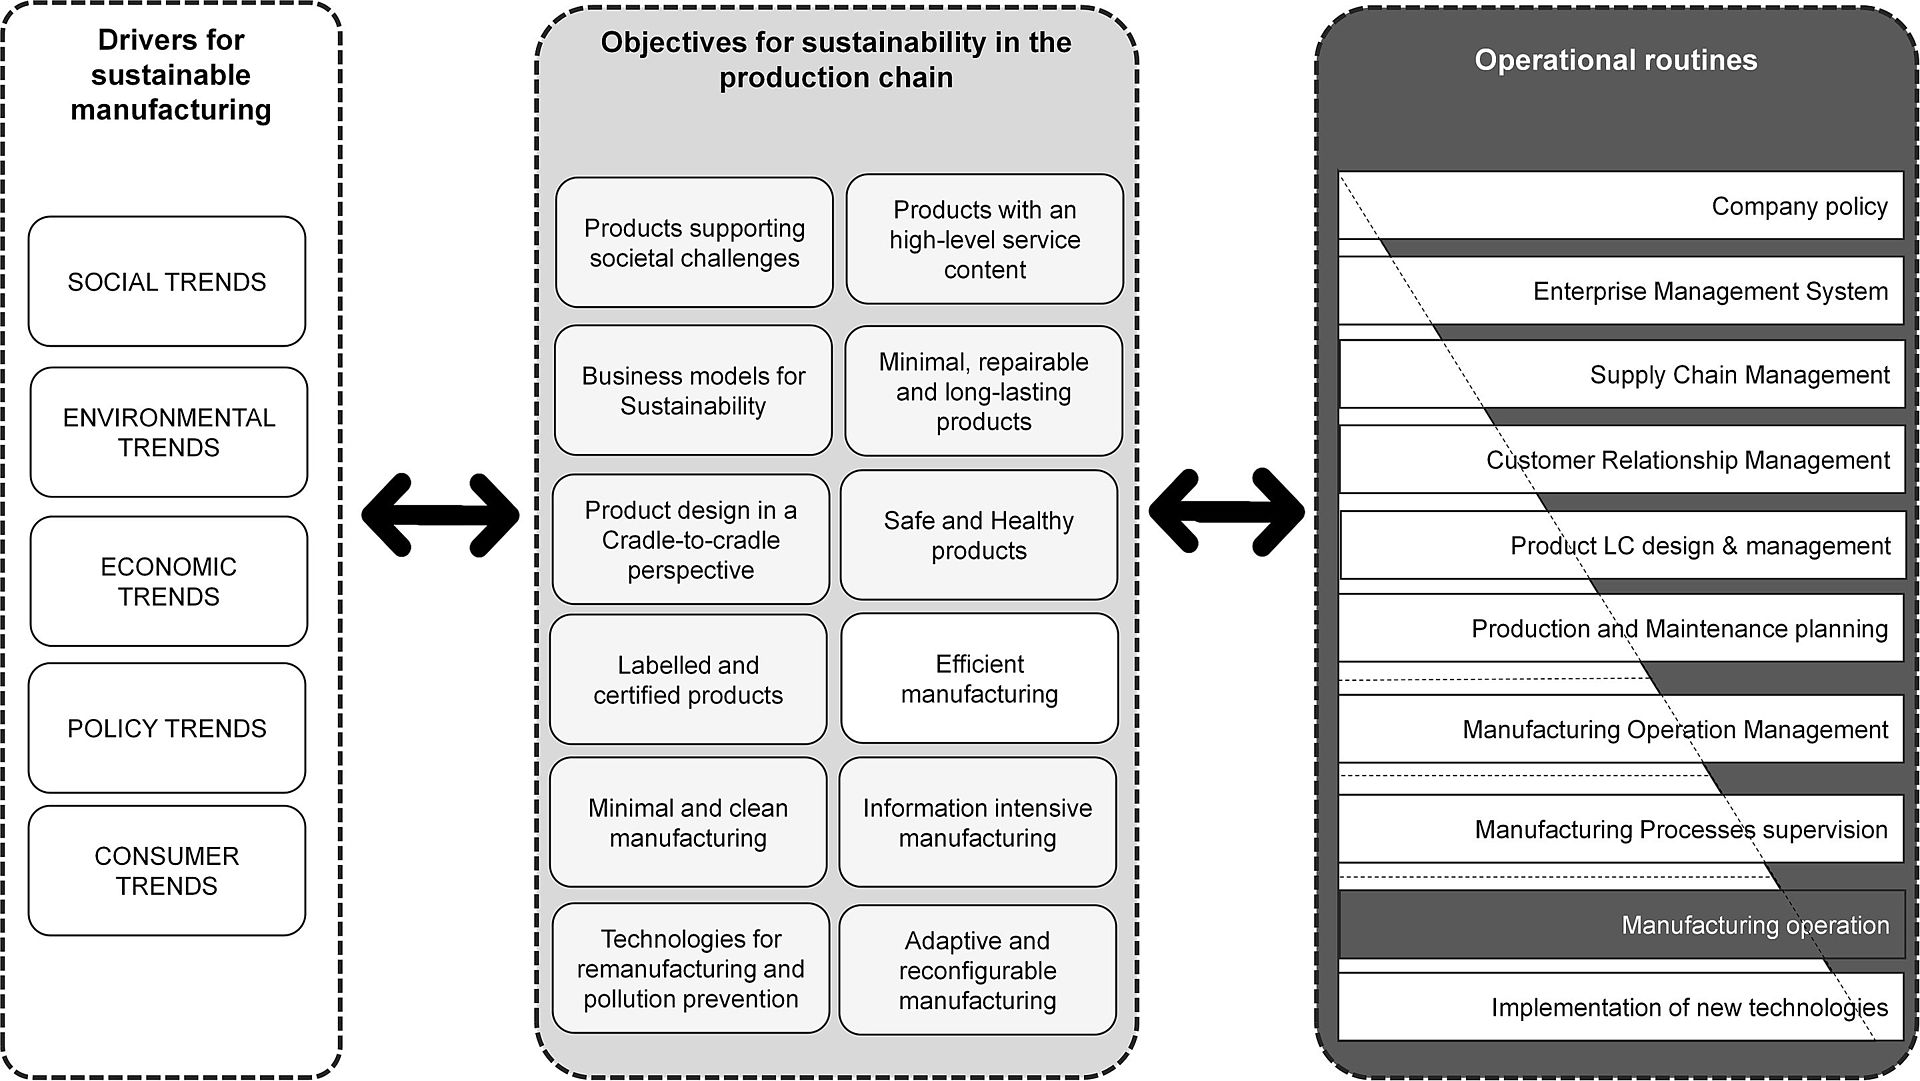 Drivers for
sustainable
manufacturing
SOCIAL TRENDS
ENVIRONMENTAL
TRENDS
ECONOMIC
TRENDS
POLICY TRENDS
CONSUMER
TRENDS
Objectives for sustainability in the
production chain
Products supporting
societal challenges
Products with an
high-level service
content
Business models for
Sustainability
Minimal, repairable
and long-lasting
products
Product design in a
Cradle-to-cradle
perspective
Safe and Healthy
products
Labelled and
certified products
Efficient
manufacturing
Minimal and clean
manufacturing
Information intensive
manufacturing
Technologies for
remanufacturing and
pollution prevention
Adaptive and
reconfigurable
manufacturing
Operational routines
Company policy
Enterprise Management System
Supply Chain Management
Customer Relationship Management
Product LC design & management
Production and Maintenance planning
Manufacturing Operation Management
Manufacturing Processes supervision
Manufacturing operation
Implementation of new technologies